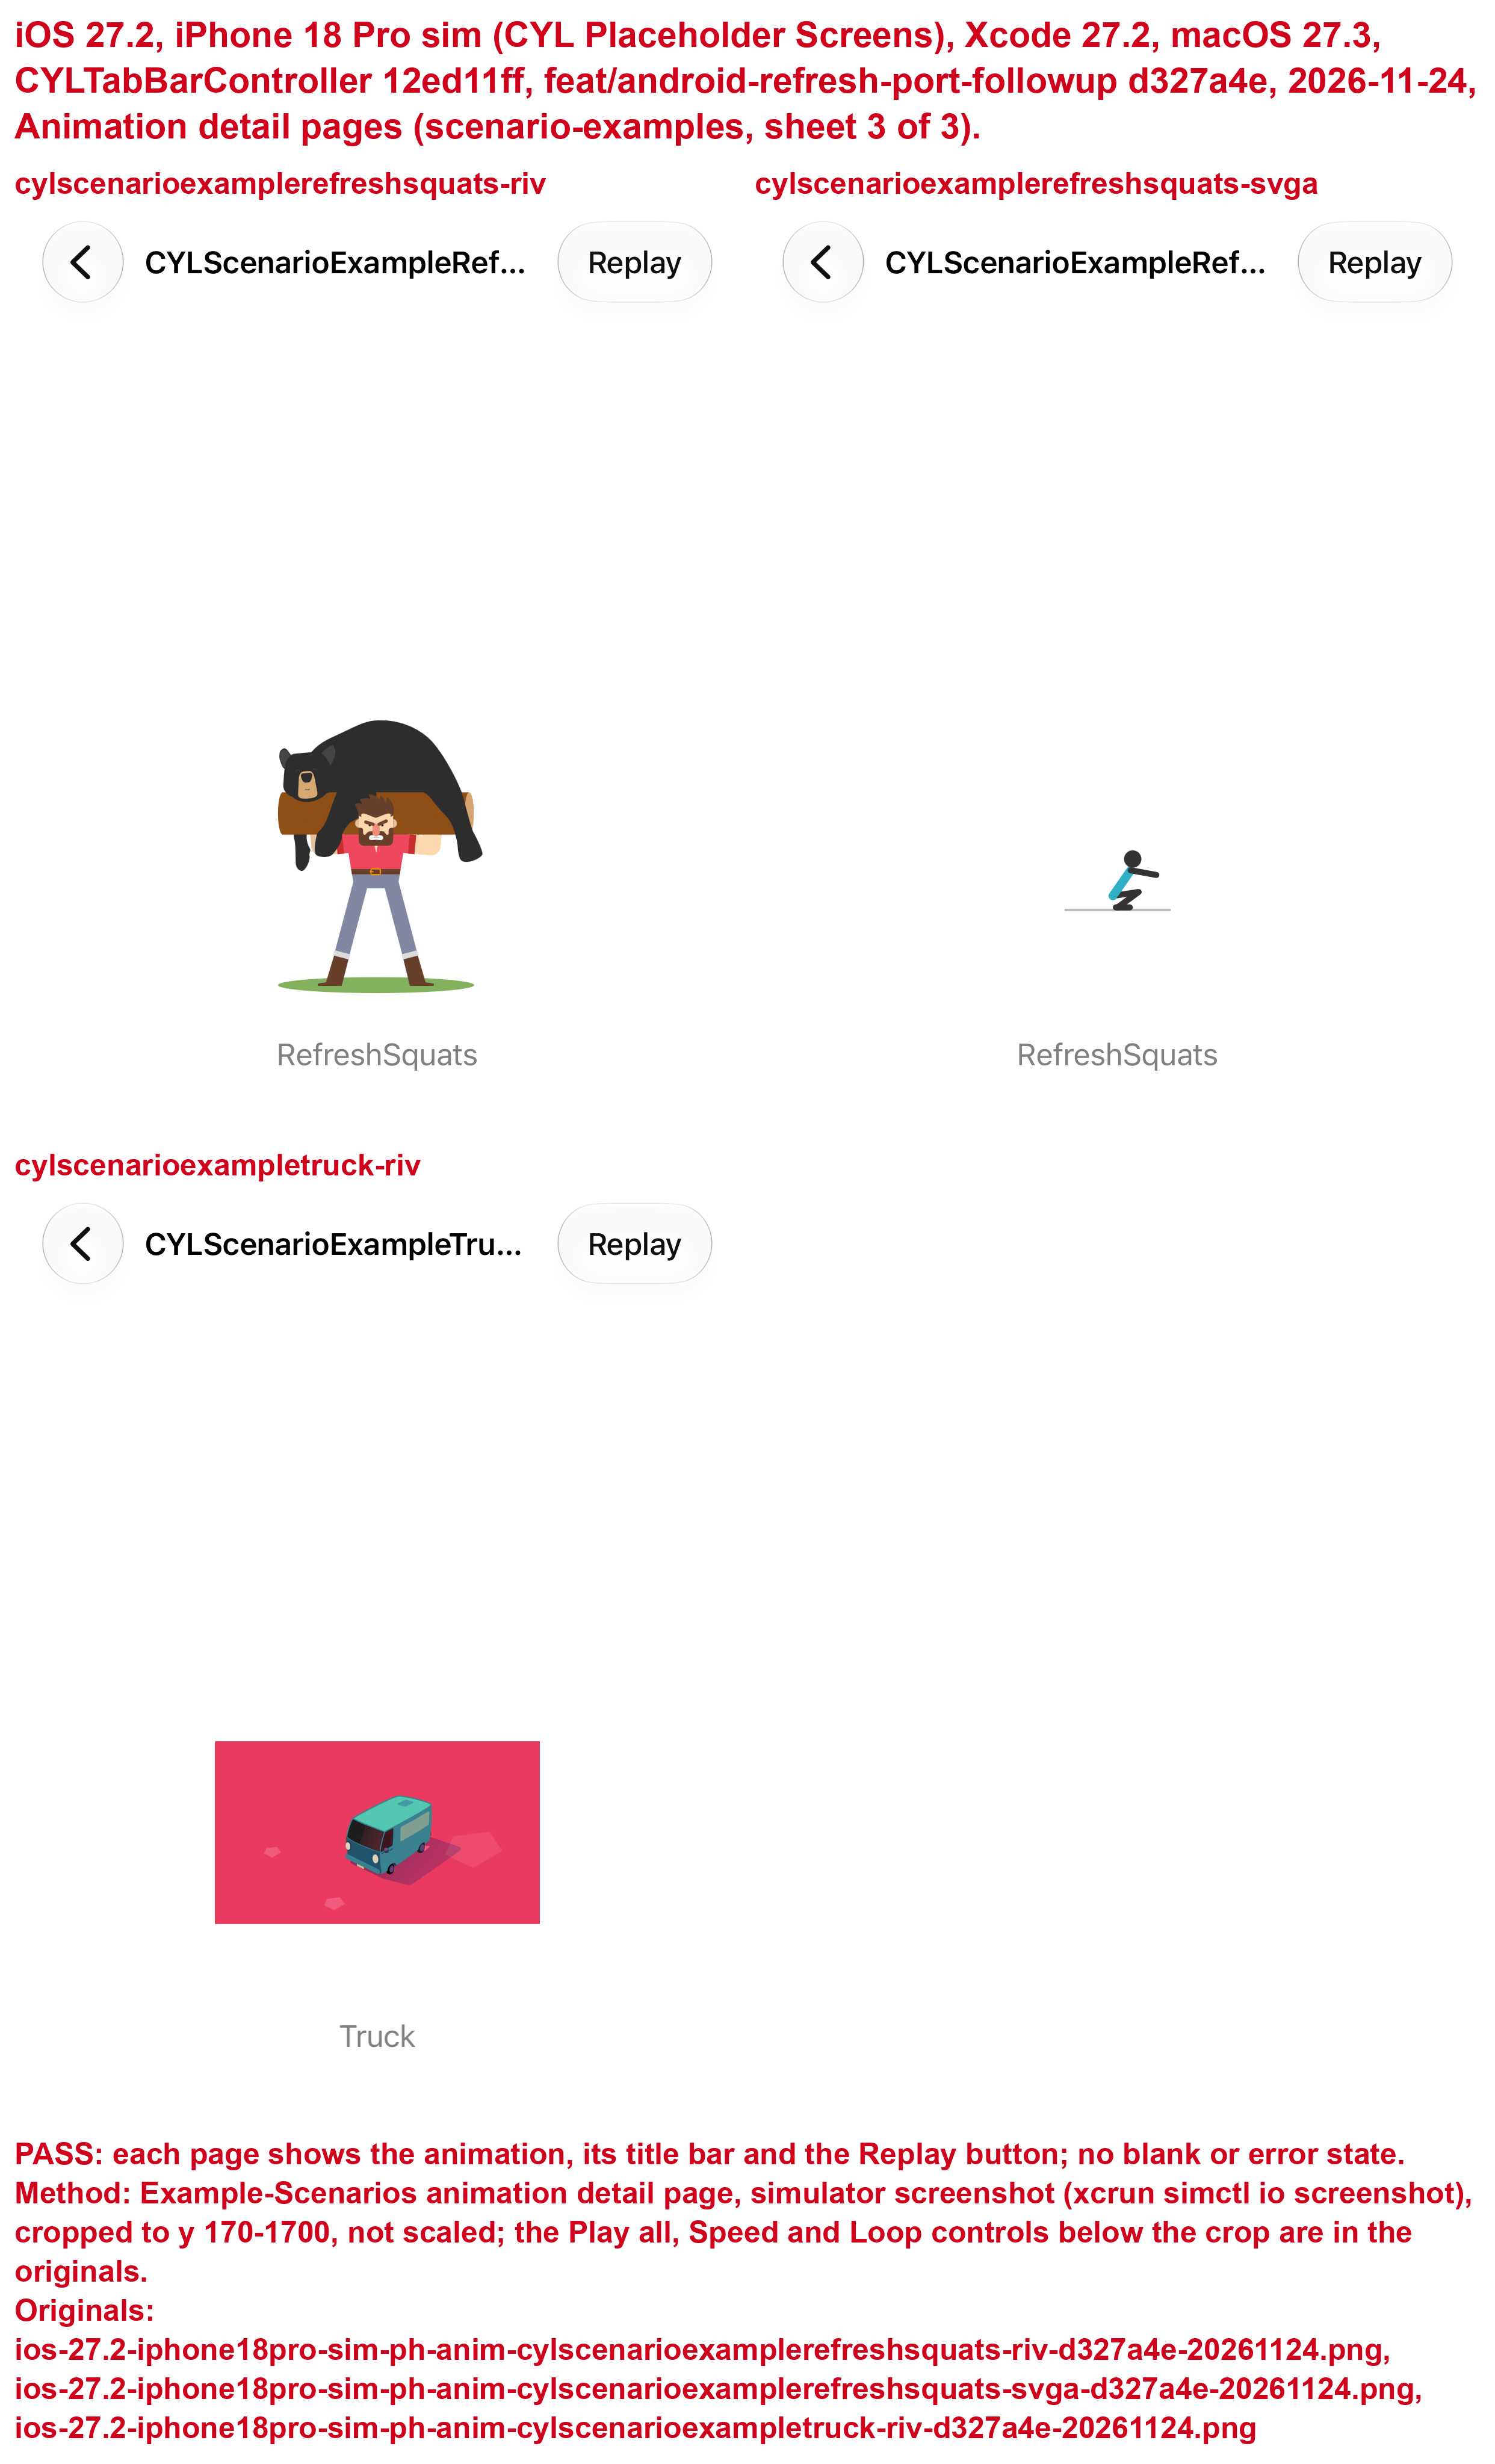 iOS 27.2, iPhone 18 Pro sim (CYL Placeholder Screens), Xcode 27.2, macOS 27.3,
CYLTabBarController 12ed11ff, feat/android-refresh-port-followup d327a4e, 2026-11-24,
Animation detail pages (scenario-examples, sheet 3 of 3).
cylscenarioexamplerefreshsquats-riv
cylscenarioexamplerefreshsquats-svga
CYLScenarioExampleRef...
Replay
CYLScenarioExampleRef...
Replay
RefreshSquats
RefreshSquats
cylscenarioexampletruck-riv
CYLScenarioExampleTru...
Replay
Truck
PASS: each page shows the animation, its title bar and the Replay button; no blank or error state.
Method: Example-Scenarios animation detail page, simulator screenshot (xcrun simctl io screenshot),
cropped to y 170-1700, not scaled; the Play all, Speed and Loop controls below the crop are in the
originals.
Originals:
ios-27.2-iphone18pro-sim-ph-anim-cylscenarioexamplerefreshsquats-riv-d327a4e-20261124.png,
ios-27.2-iphone18pro-sim-ph-anim-cylscenarioexamplerefreshsquats-svga-d327a4e-20261124.png,
ios-27.2-iphone18pro-sim-ph-anim-cylscenarioexampletruck-riv-d327a4e-20261124.png